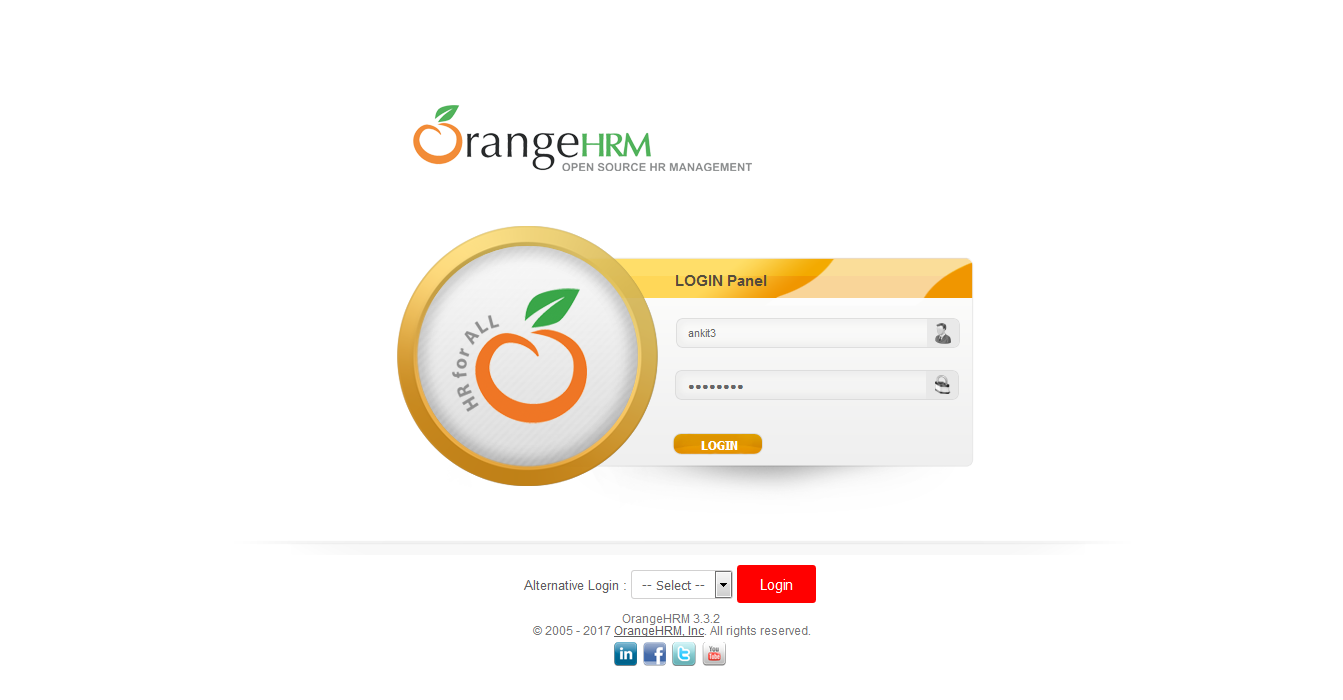 OrangeHRM
OPEN SOURCE HR MANAGEMENT
HR for ALL
LOGIN Panel
ankit3
••••••••
LOGIN
Alternative Login : -- Select -- Login
OrangeHRM 3.3.2
© 2005 - 2017 OrangeHRM, Inc. All rights reserved.
in f t You Tube